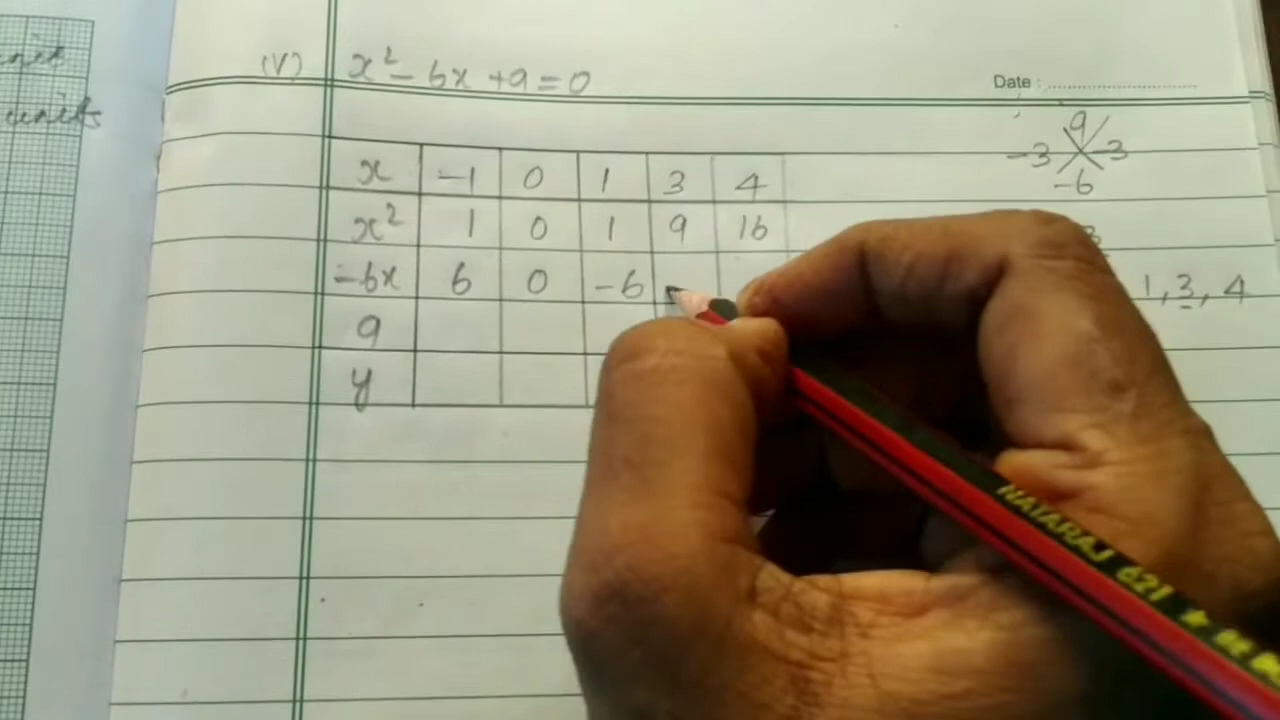 units
(V) x² - 6x + 9 = 0
Date :
9
-3 -3
-6
x -1 0 1 3 4
x² 1 0 1 9 16
-6x 6 0 -6
1, 3, 4
9
y
NATARAJ 621